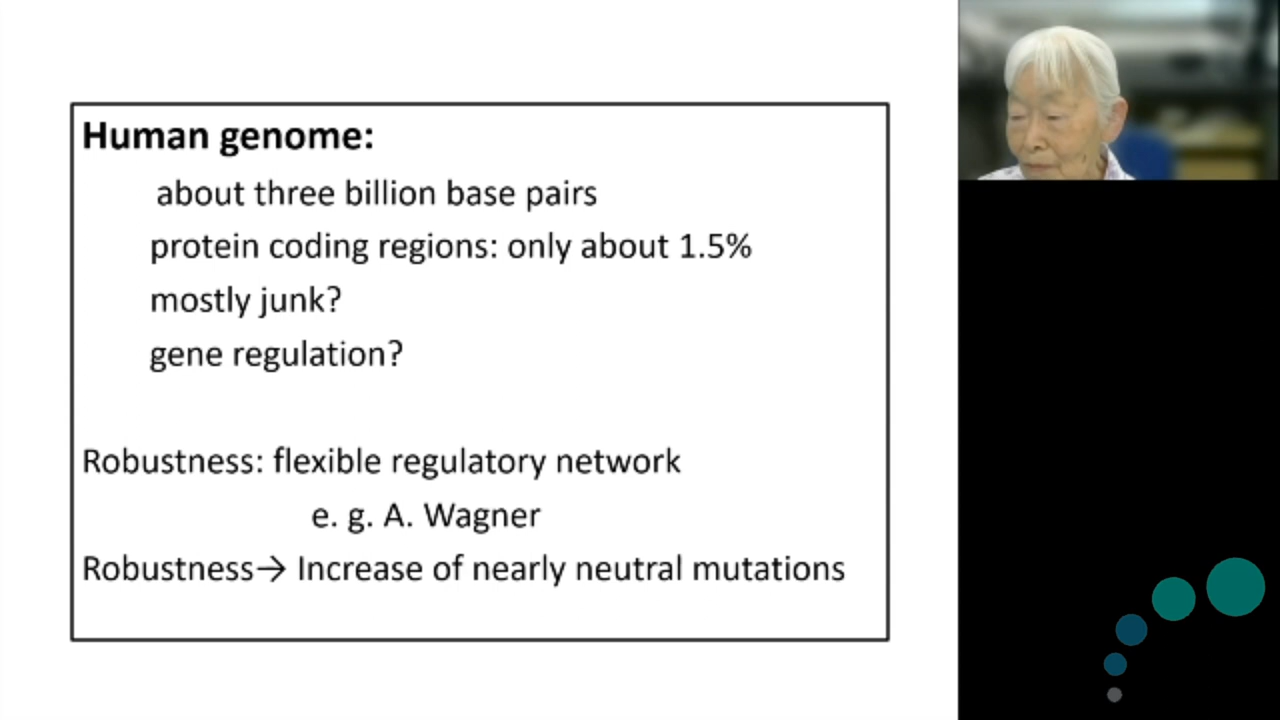 Human genome:
about three billion base pairs
protein coding regions: only about 1.5%
mostly junk?
gene regulation?
Robustness: flexible regulatory network
e. g. A. Wagner
Robustness→ Increase of nearly neutral mutations